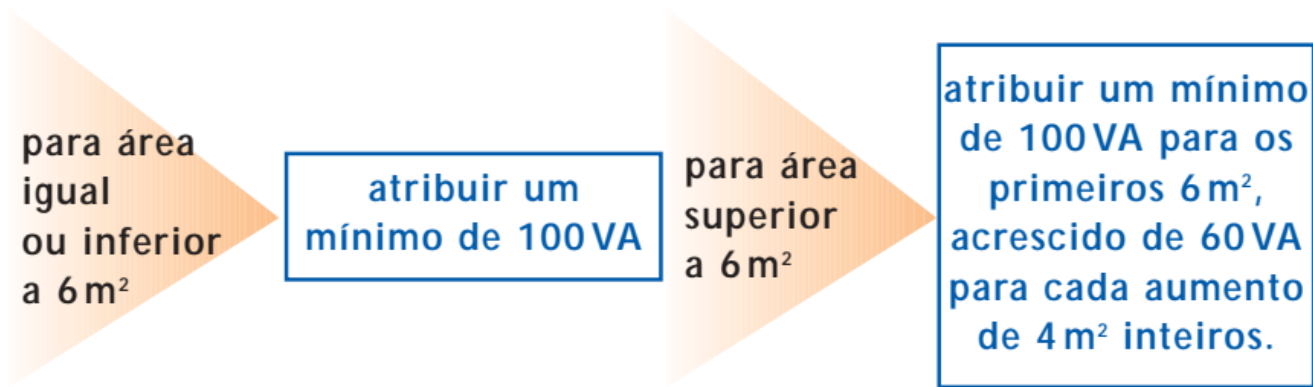 para área
igual
ou inferior
a 6 m²
atribuir um
mínimo de 100 VA
para área
superior
a 6 m²
atribuir um mínimo
de 100 VA para os
primeiros 6 m²,
acrescido de 60 VA
para cada aumento
de 4 m² inteiros.